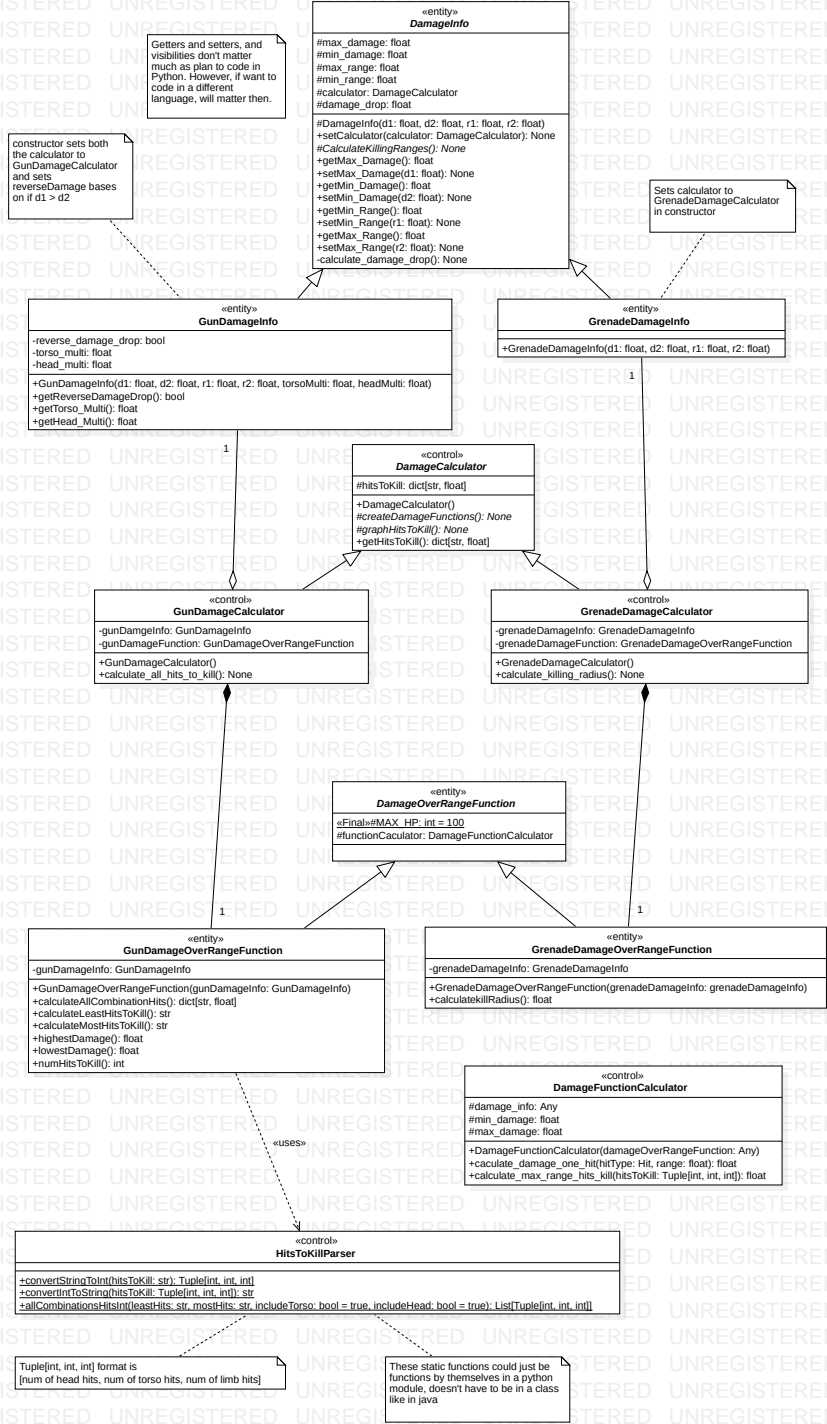 «entity»
DamageInfo
#max_damage: float
#min_damage: float
#max_range: float
#min_range: float
#calculator: DamageCalculator
#damage_drop: float
#DamageInfo(d1: float, d2: float, r1: float, r2: float)
+setCalculator(calculator: DamageCalculator): None
#CalculateKillingRanges(): None
+getMax_Damage(): float
+setMax_Damage(d1: float): None
+getMin_Damage(): float
+setMin_Damage(d2: float): None
+getMin_Range(): float
+setMin_Range(r1: float): None
+getMax_Range(): float
+setMax_Range(r2: float): None
-calculate_damage_drop(): None
Getters and setters, and
visibilities don't matter
much as plan to code in
Python. However, if want to
code in a different
language, will matter then.
constructor sets both
the calculator to
GunDamageCalculator
and sets
reverseDamage bases
on if d1 > d2
Sets calculator to
GrenadeDamageCalculator
in constructor
«entity»
GunDamageInfo
-reverse_damage_drop: bool
-torso_multi: float
-head_multi: float
+GunDamageInfo(d1: float, d2: float, r1: float, r2: float, torsoMulti: float, headMulti: float)
+getReverseDamageDrop(): bool
+getTorso_Multi(): float
+getHead_Multi(): float
«entity»
GrenadeDamageInfo
+GrenadeDamageInfo(d1: float, d2: float, r1: float, r2: float)
1
1
«control»
DamageCalculator
#hitsToKill: dict[str, float]
+DamageCalculator()
#createDamageFunctions(): None
#graphHitsToKill(): None
+getHitsToKill(): dict[str, float]
«control»
GunDamageCalculator
-gunDamgeInfo: GunDamageInfo
-gunDamageFunction: GunDamageOverRangeFunction
+GunDamageCalculator()
+calculate_all_hits_to_kill(): None
«control»
GrenadeDamageCalculator
-grenadeDamageInfo: GrenadeDamageInfo
-grenadeDamageFunction: GrenadeDamageOverRangeFunction
+GrenadeDamageCalculator()
+calculate_killing_radius(): None
«entity»
DamageOverRangeFunction
«Final»#MAX_HP: int = 100
#functionCaculator: DamageFunctionCalculator
1
1
«entity»
GunDamageOverRangeFunction
-gunDamageInfo: GunDamageInfo
+GunDamageOverRangeFunction(gunDamageInfo: GunDamageInfo)
+calculateAllCombinationHits(): dict[str, float]
+calculateLeastHitsToKill(): str
+calculateMostHitsToKill(): str
+highestDamage(): float
+lowestDamage(): float
+numHitsToKill(): int
«entity»
GrenadeDamageOverRangeFunction
-grenadeDamageInfo: GrenadeDamageInfo
+GrenadeDamageOverRangeFunction(grenadeDamageInfo: grenadeDamageInfo)
+calculatekillRadius(): float
«control»
DamageFunctionCalculator
#damage_info: Any
#min_damage: float
#max_damage: float
+DamageFunctionCalculator(damageOverRangeFunction: Any)
+caculate_damage_one_hit(hitType: Hit, range: float): float
+calculate_max_range_hits_kill(hitsToKill: Tuple[int, int, int]): float
«uses»
«control»
HitsToKillParser
+convertStringToInt(hitsToKill: str): Tuple[int, int, int]
+convertIntToString(hitsToKill: Tuple[int, int, int]): str
+allCombinationsHitsInt(leastHits: str, mostHits: str, includeTorso: bool = true, includeHead: bool = true): List[Tuple[int, int, int]]
Tuple[int, int, int] format is
[num of head hits, num of torso hits, num of limb hits]
These static functions could just be
functions by themselves in a python
module, doesn't have to be in a class
like in java